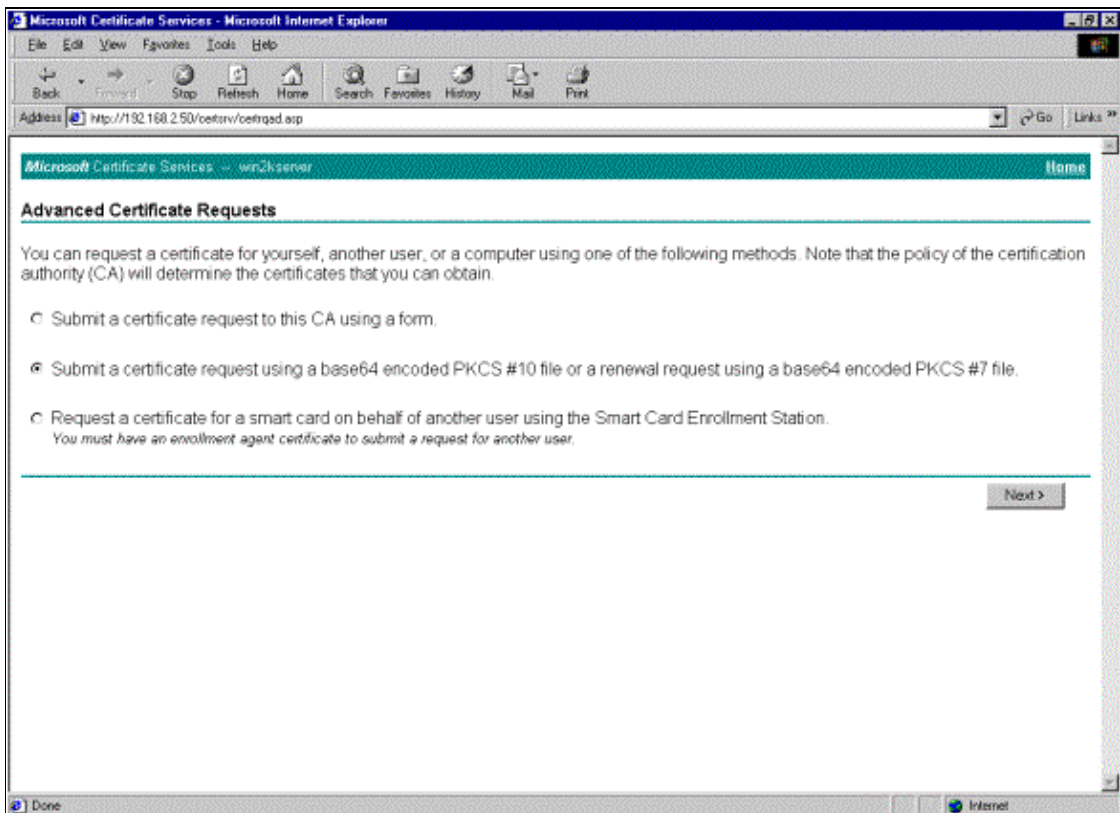 Microsoft Certificate Services - Microsoft Internet Explorer
File Edit View Favorites Tools Help
Back Forward Stop Refresh Home Search Favorites History Mail Print
Address http://192.168.2.50/certsrv/certrqad.asp Go Links »
Microsoft Certificate Services -- win2kserver Home
Advanced Certificate Requests
You can request a certificate for yourself, another user, or a computer using one of the following methods. Note that the policy of the certification
authority (CA) will determine the certificates that you can obtain.
Submit a certificate request to this CA using a form.
Submit a certificate request using a base64 encoded PKCS #10 file or a renewal request using a base64 encoded PKCS #7 file.
Request a certificate for a smart card on behalf of another user using the Smart Card Enrollment Station.
You must have an enrollment agent certificate to submit a request for another user.
Next >
Done Internet